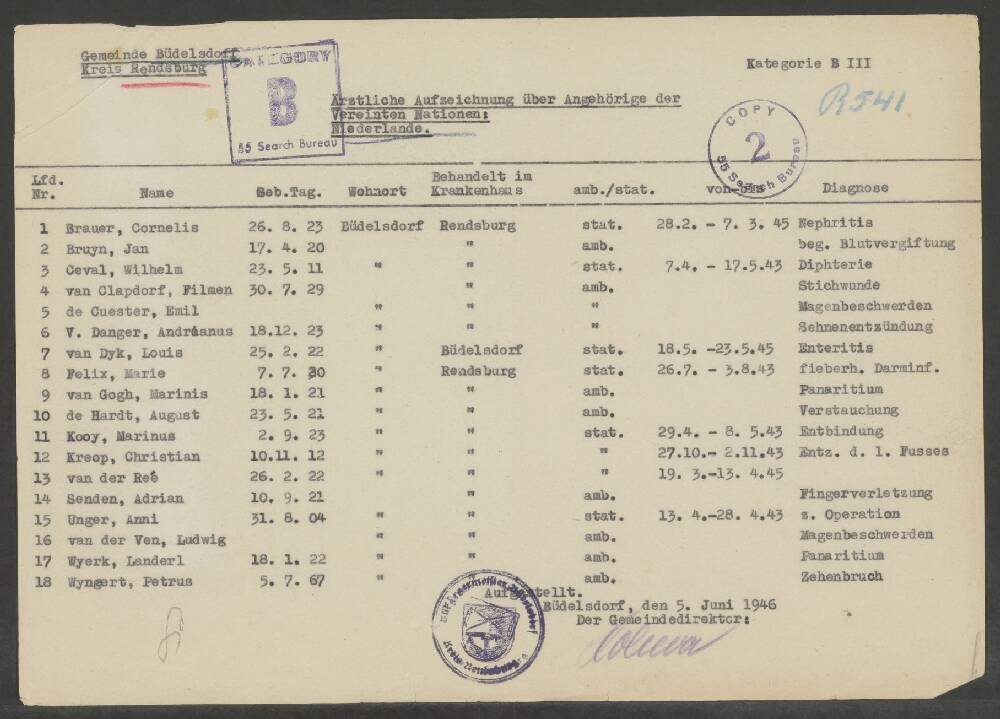 Gemeinde Büdelsdorf
Kreis Rendsburg
CATEGORY
B
SS Search Bureau
Kategorie B III
R541
COPY
2
SS Search Bureau
Ärztliche Aufzeichnung über Angehörige der
Vereinten Nationen:
Niederlande.
Lfd. Nr. Name Geb.Tag. Wohnort Behandelt im Krankenhaus amb./stat. von-bis Diagnose
1 Brauer, Cornelis 26. 8. 23 Büdelsdorf Rendsburg stat. 28.2. - 7. 3. 45 Nephritis
2 Bruyn, Jan 17. 4. 20 " amb. beg. Blutvergiftung
3 Ceval, Wilhelm 23. 5. 11 " " stat. 7.4. - 17.5.43 Diphterie
4 van Clapdorf, Filmen 30. 7. 29 " amb. Stichwunde
5 de Cuester, Emil " " " Magenbeschwerden
6 V. Danger, Andréanus 18.12. 23 " " " Sehnenentzündung
7 van Dyk, Louis 25. 2. 22 " Büdelsdorf stat. 18.5. -23.5.45 Enteritis
8 Felix, Marie 7. 7. 20 " Rendsburg stat. 26.7. - 3.8.43 fieberh. Darminf.
9 van Gogh, Marinis 18. 1. 21 " " amb. Panaritium
10 de Hardt, August 23. 5. 21 " " amb. Verstauchung
11 Kooy, Marinus 2. 9. 23 " " stat. 29.4. - 8. 5.43 Entbindung
12 Kreop, Christian 10.11. 12 " " " 27.10.- 2.11.43 Entz. d. l. Fusses
13 van der Reé 26. 2. 22 " " " 19. 3.-13. 4.45
14 Senden, Adrian 10. 9. 21 " " amb. Fingerverletzung
15 Unger, Anni 31. 8. 04 " " stat. 13. 4.-28. 4.43 z. Operation
16 van der Ven, Ludwig " " amb. Magenbeschwerden
17 Wyerk, Landerl 18. 1. 22 " " amb. Panaritium
18 Wyngert, Petrus 5. 7. 67 " " amb. Zehenbruch
Aufgestellt.
Büdelsdorf, den 5. Juni 1946
Der Gemeindedirektor: